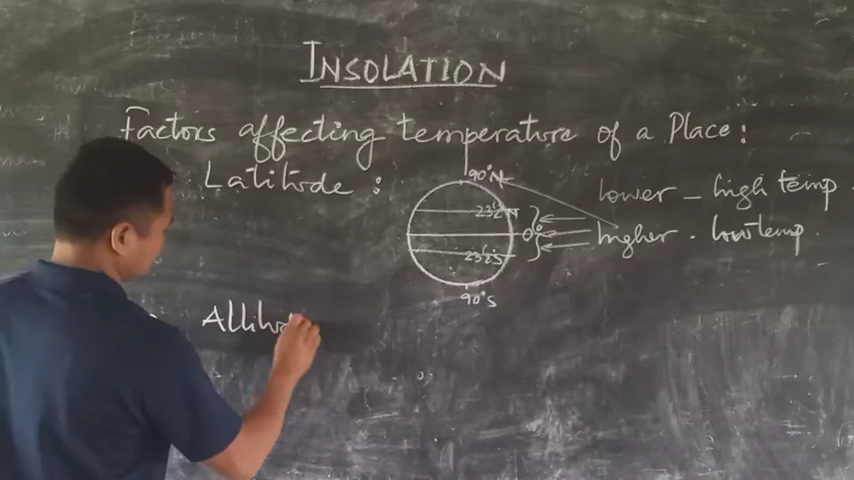 INSOLATION
Factors affecting temperature of a Place:
Latitude :
90°N
lower - high temp.
23½°N
0°
higher - low temp.
23½°S
90°S
Altitud